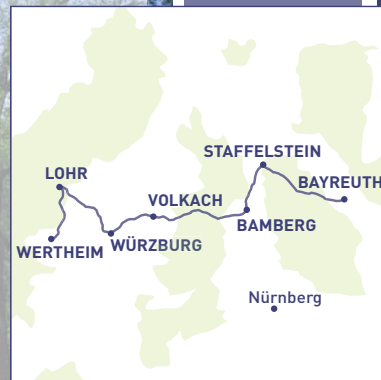 STAFFELSTEIN
LOHR
BAYREUTH
VOLKACH
BAMBERG
WERTHEIM
WÜRZBURG
Nürnberg